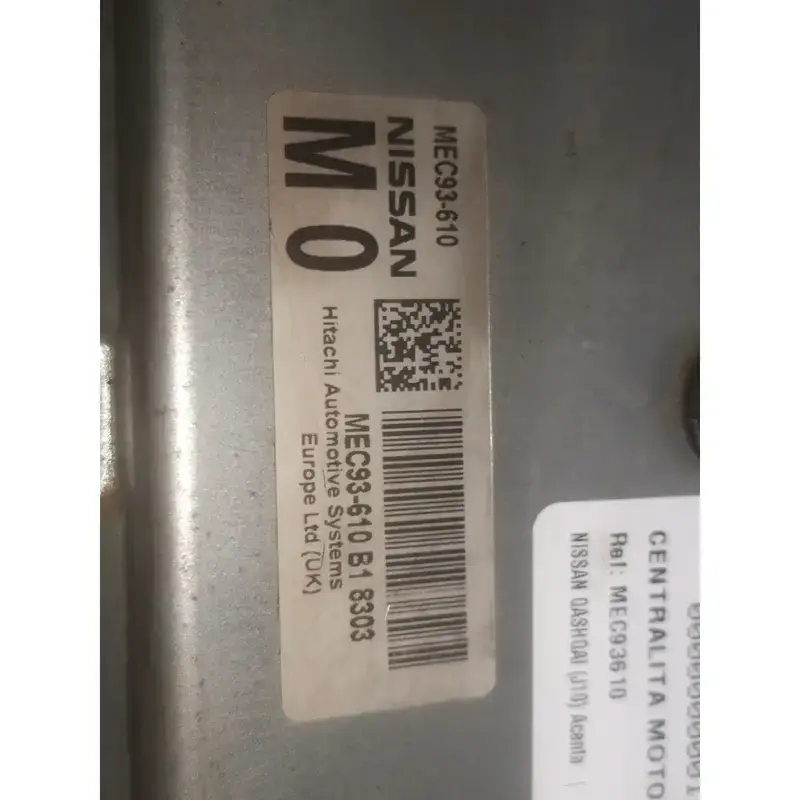 MEC93-610
NISSAN
M0
MEC93-610 B1 8303
Hitachi Automotive Systems
Europe Ltd (UK)
CENTRALITA MOTO
Ref: MEC93610
NISSAN QASHQAI (J10) Acenta |